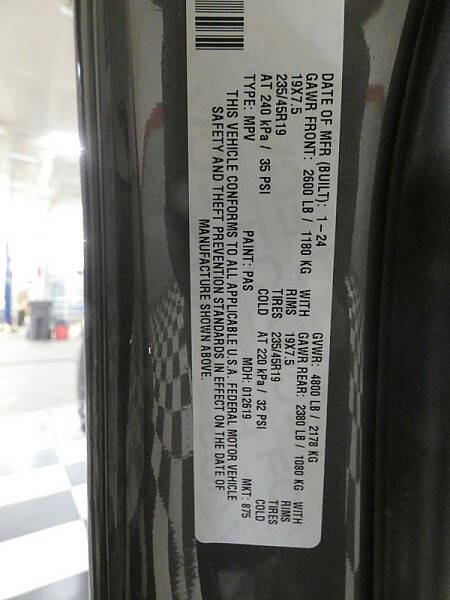 DATE OF MFR (BUILT): 1-24 GVWR: 4800 LB / 2178 KG
GAWR FRONT: 2600 LB / 1180 KG WITH GAWR REAR: 2380 LB / 1080 KG WITH
19X7.5 RIMS 19X7.5 RIMS
235/45R19 TIRES 235/45R19 TIRES
AT 240 kPa / 35 PSI COLD AT 220 kPa / 32 PSI COLD
TYPE: MPV PAINT: PAS MDH: 012619 MKT: 875
THIS VEHICLE CONFORMS TO ALL APPLICABLE U.S.A. FEDERAL MOTOR VEHICLE
SAFETY AND THEFT PREVENTION STANDARDS IN EFFECT ON THE DATE OF
MANUFACTURE SHOWN ABOVE.